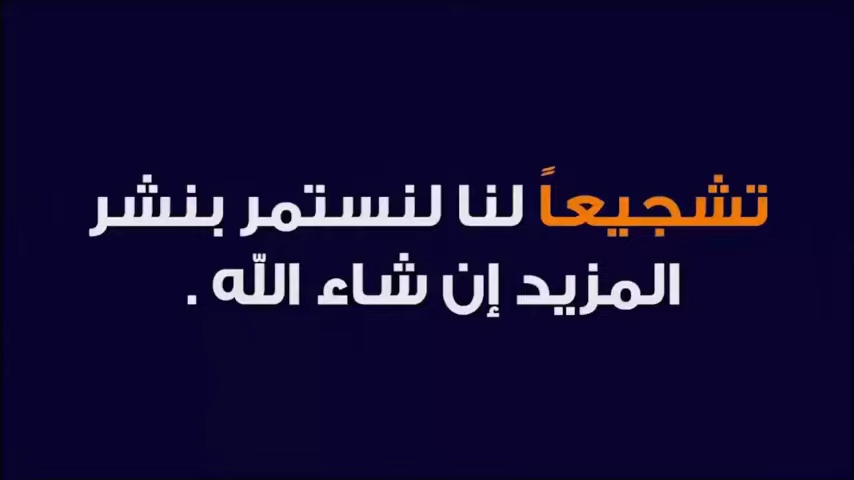 تشجيعاً لنا لنستمر بنشر
المزيد إن شاء اللّه .